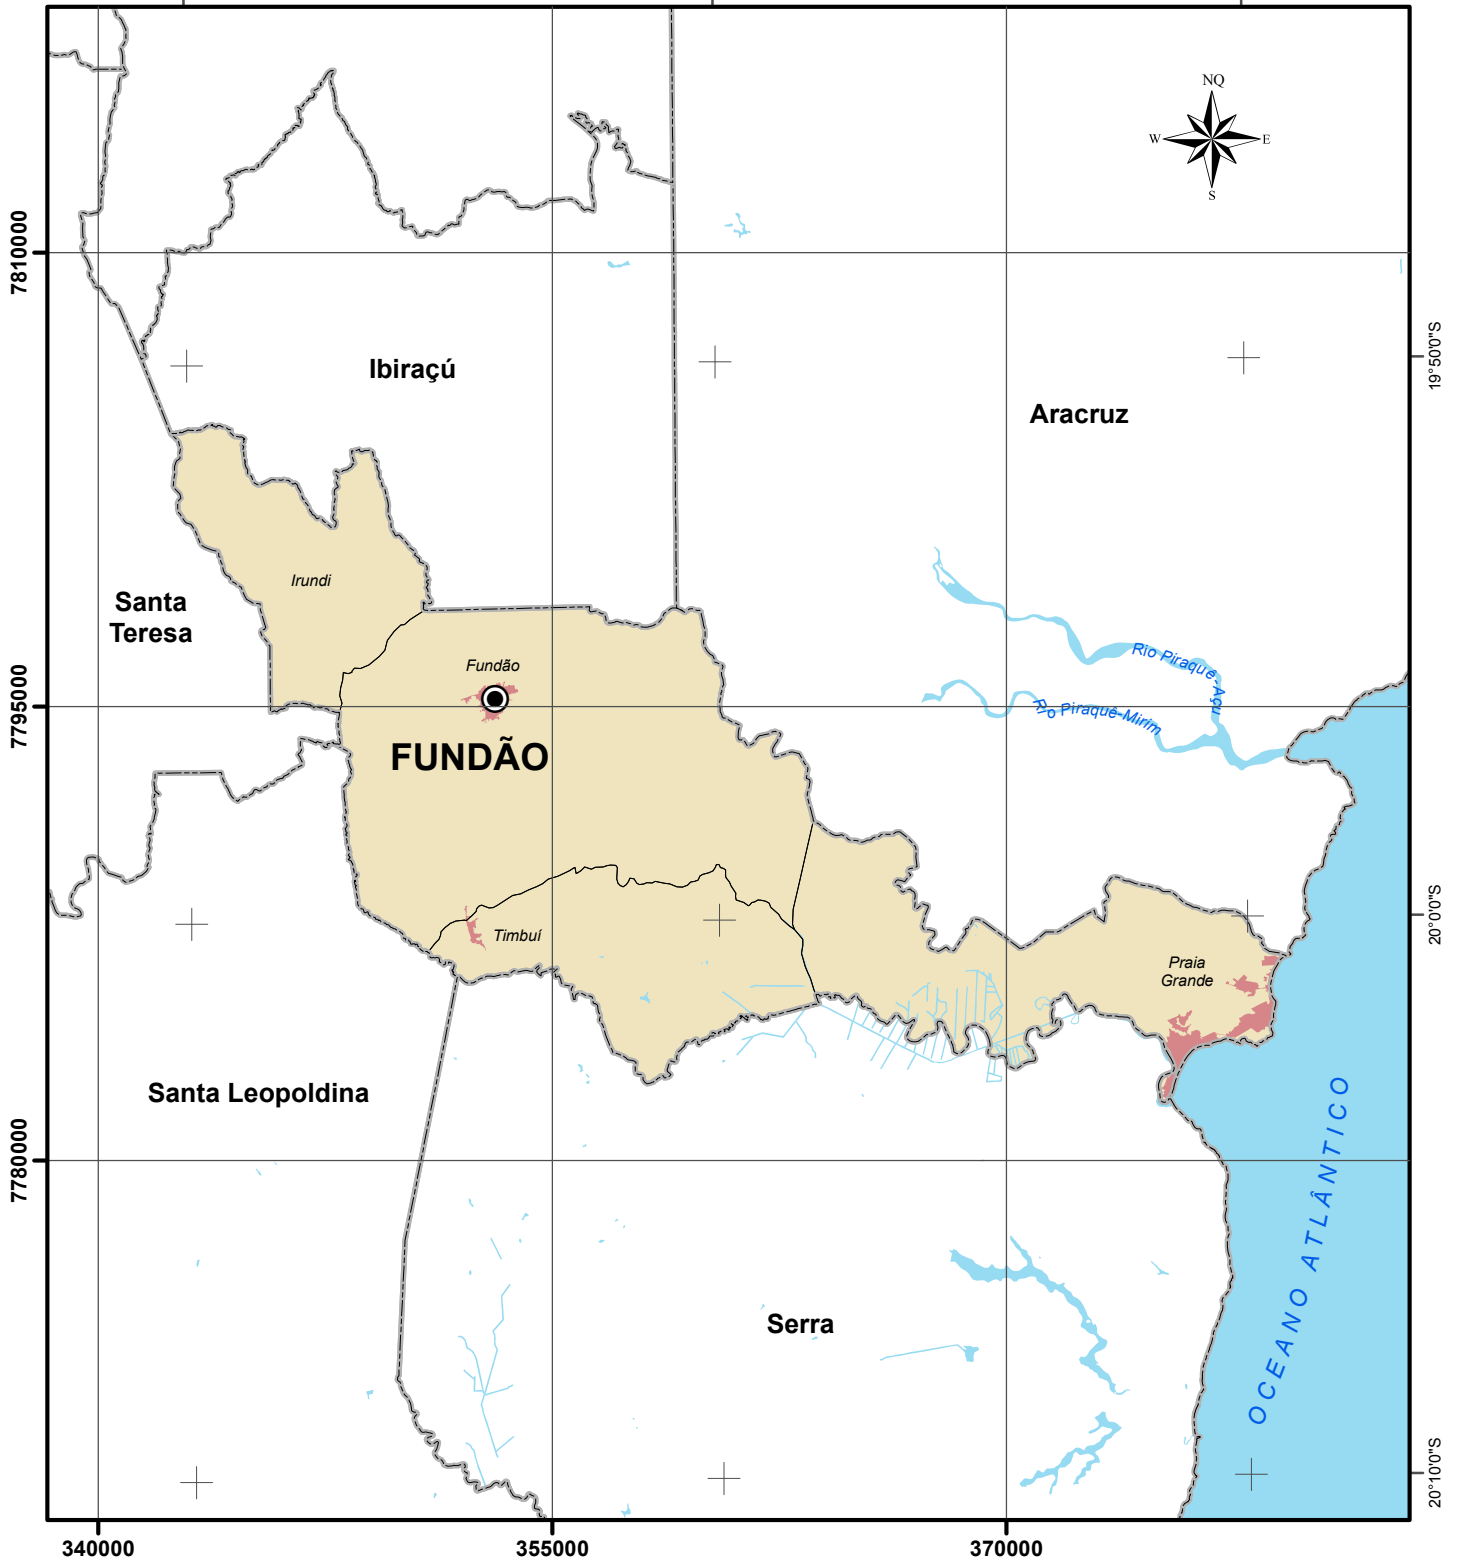 NQ
W
E
S
7810000
19°50'0"S
Ibiraçú
Aracruz
Irundi
Santa
Teresa
Rio Piraquê-Açu
Fundão
7795000
Rio Piraquê-Mirim
FUNDÃO
20°0'0"S
Timbuí
Praia
Grande
Santa Leopoldina
7780000
OCEANO ATLÂNTICO
Serra
20°10'0"S
340000
355000
370000